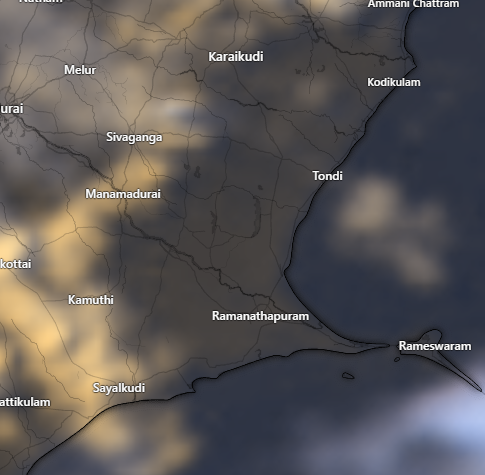 Ammani Chattram
Karaikudi
Melur
Kodikulam
urai
Sivaganga
Tondi
Manamadurai
kottai
Kamuthi
Ramanathapuram
Rameswaram
Sayalkudi
attikulam